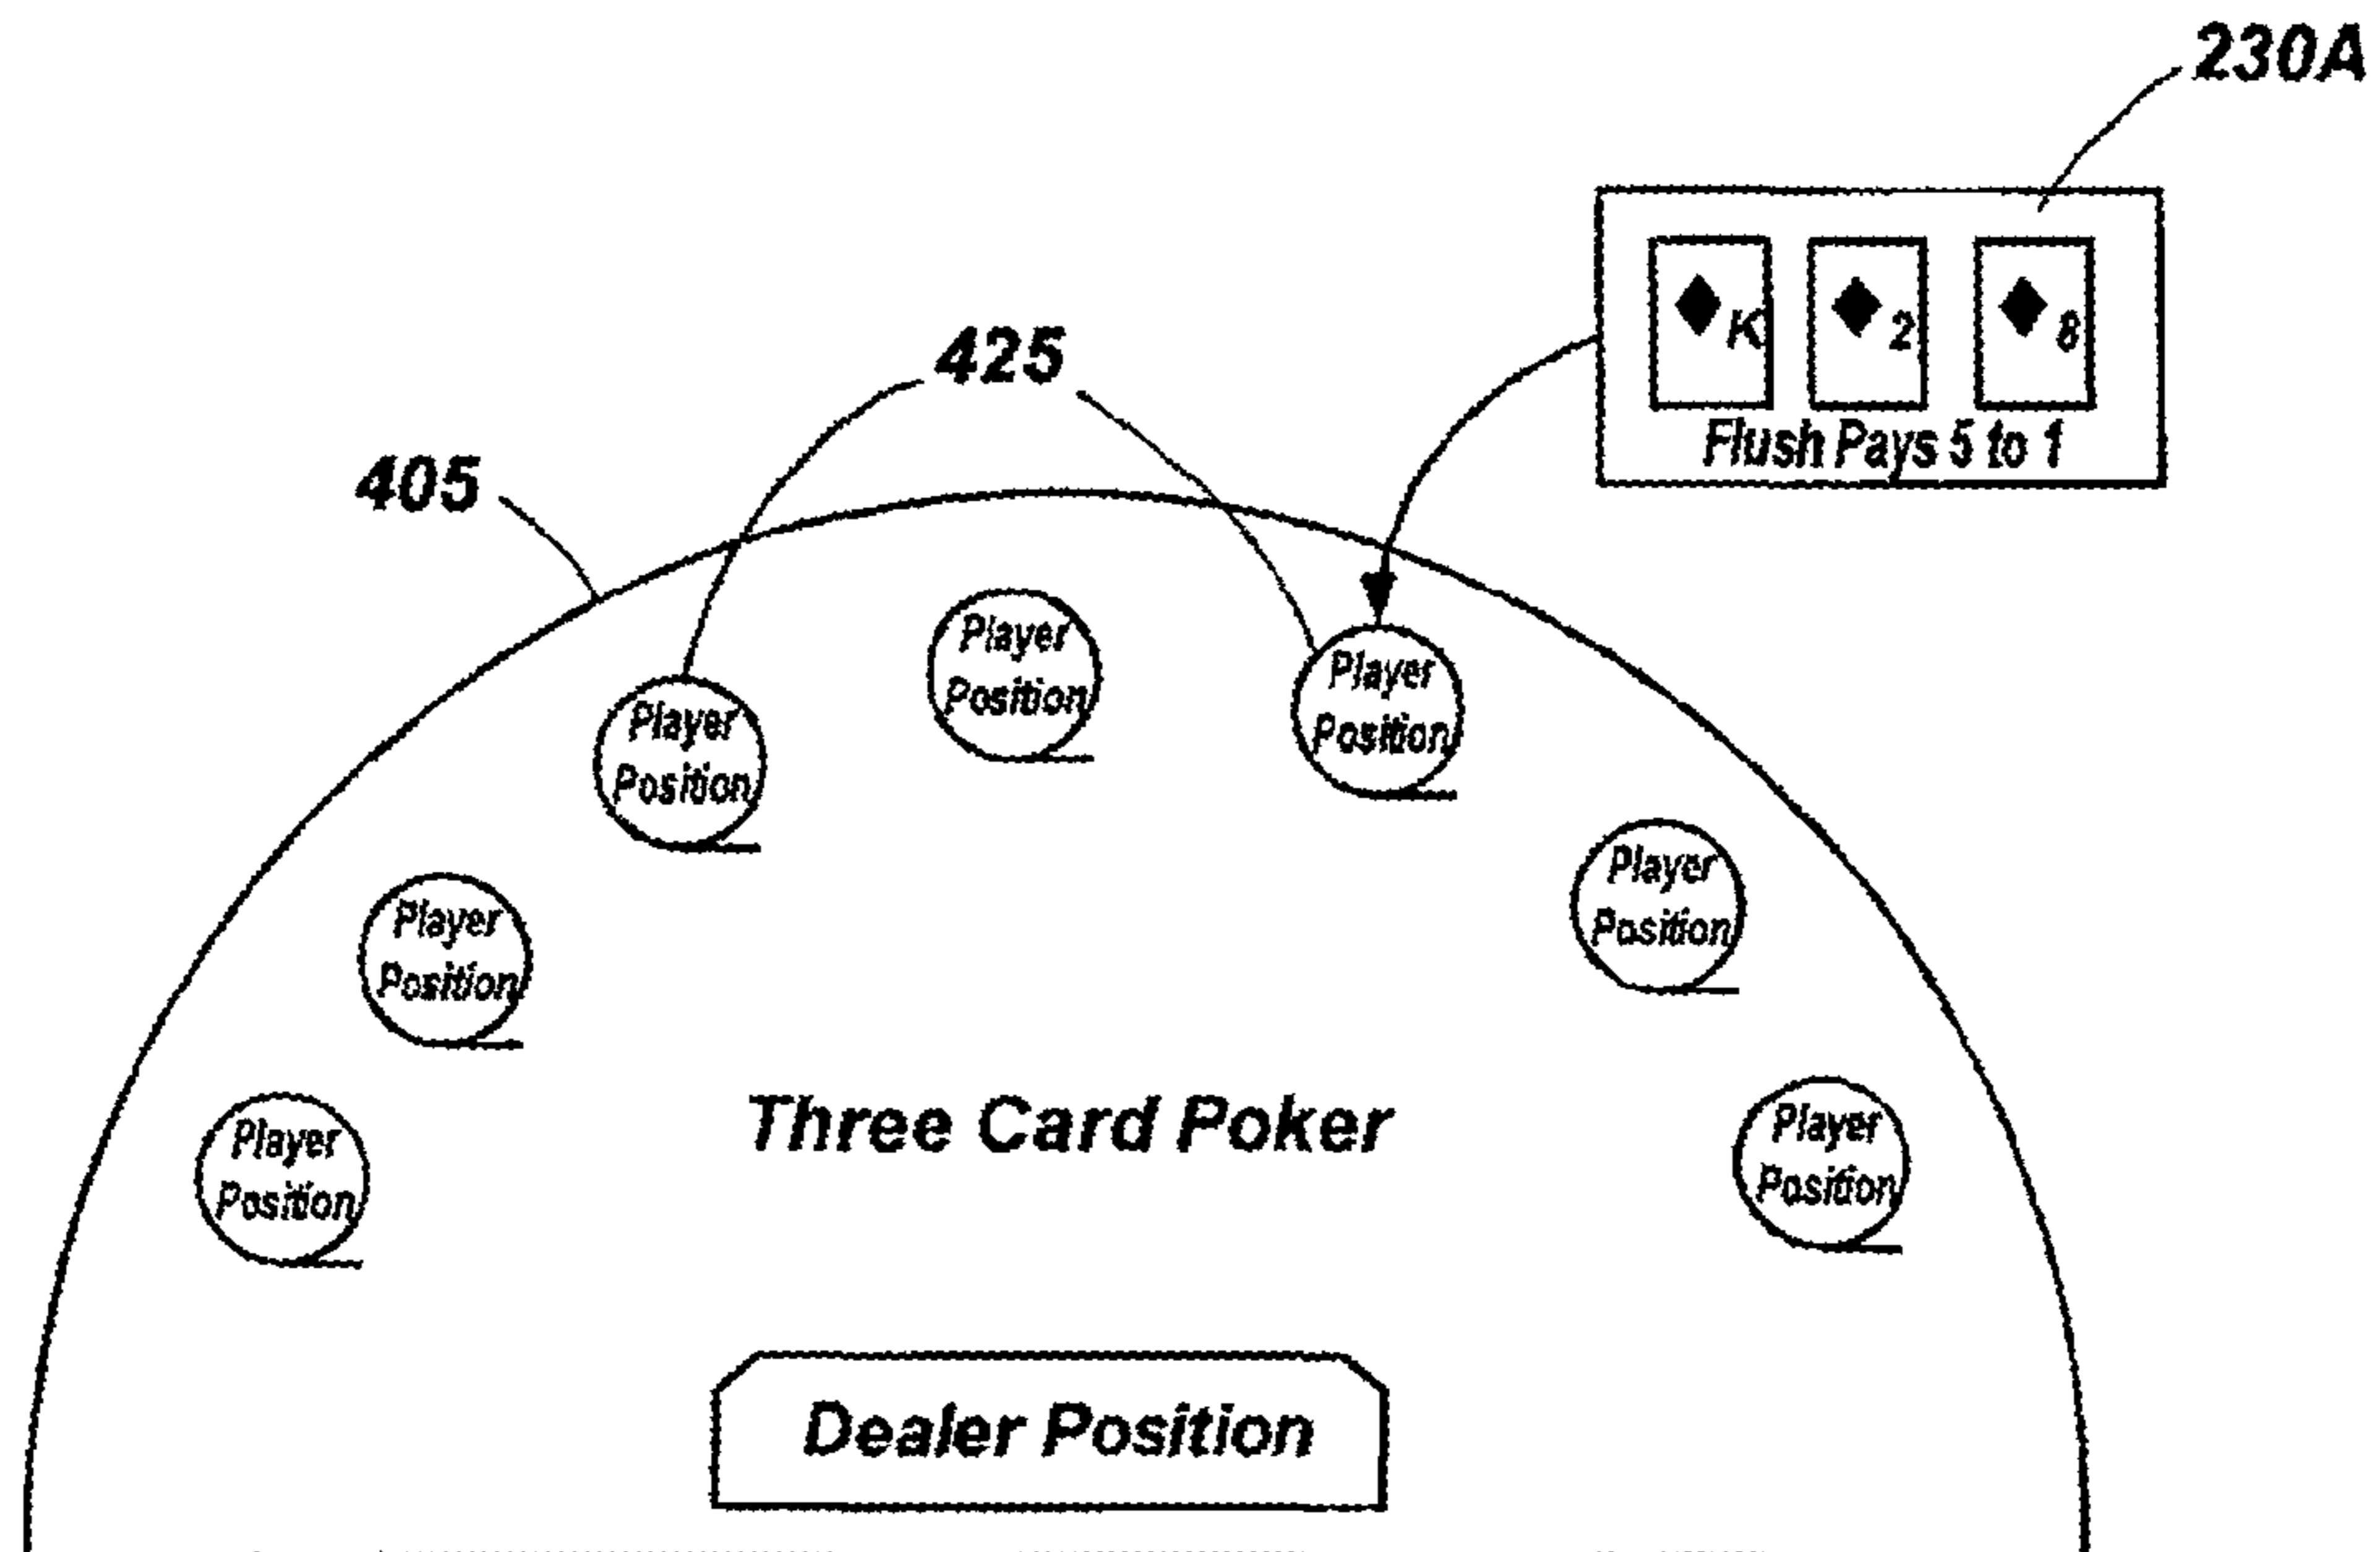 230A
K 2 8
Flush Pays 5 to 1
425
405
Player
Position
Player
Position
Player
Position
Player
Position
Player
Position
Player
Position
Player
Position
Three Card Poker
Dealer Position